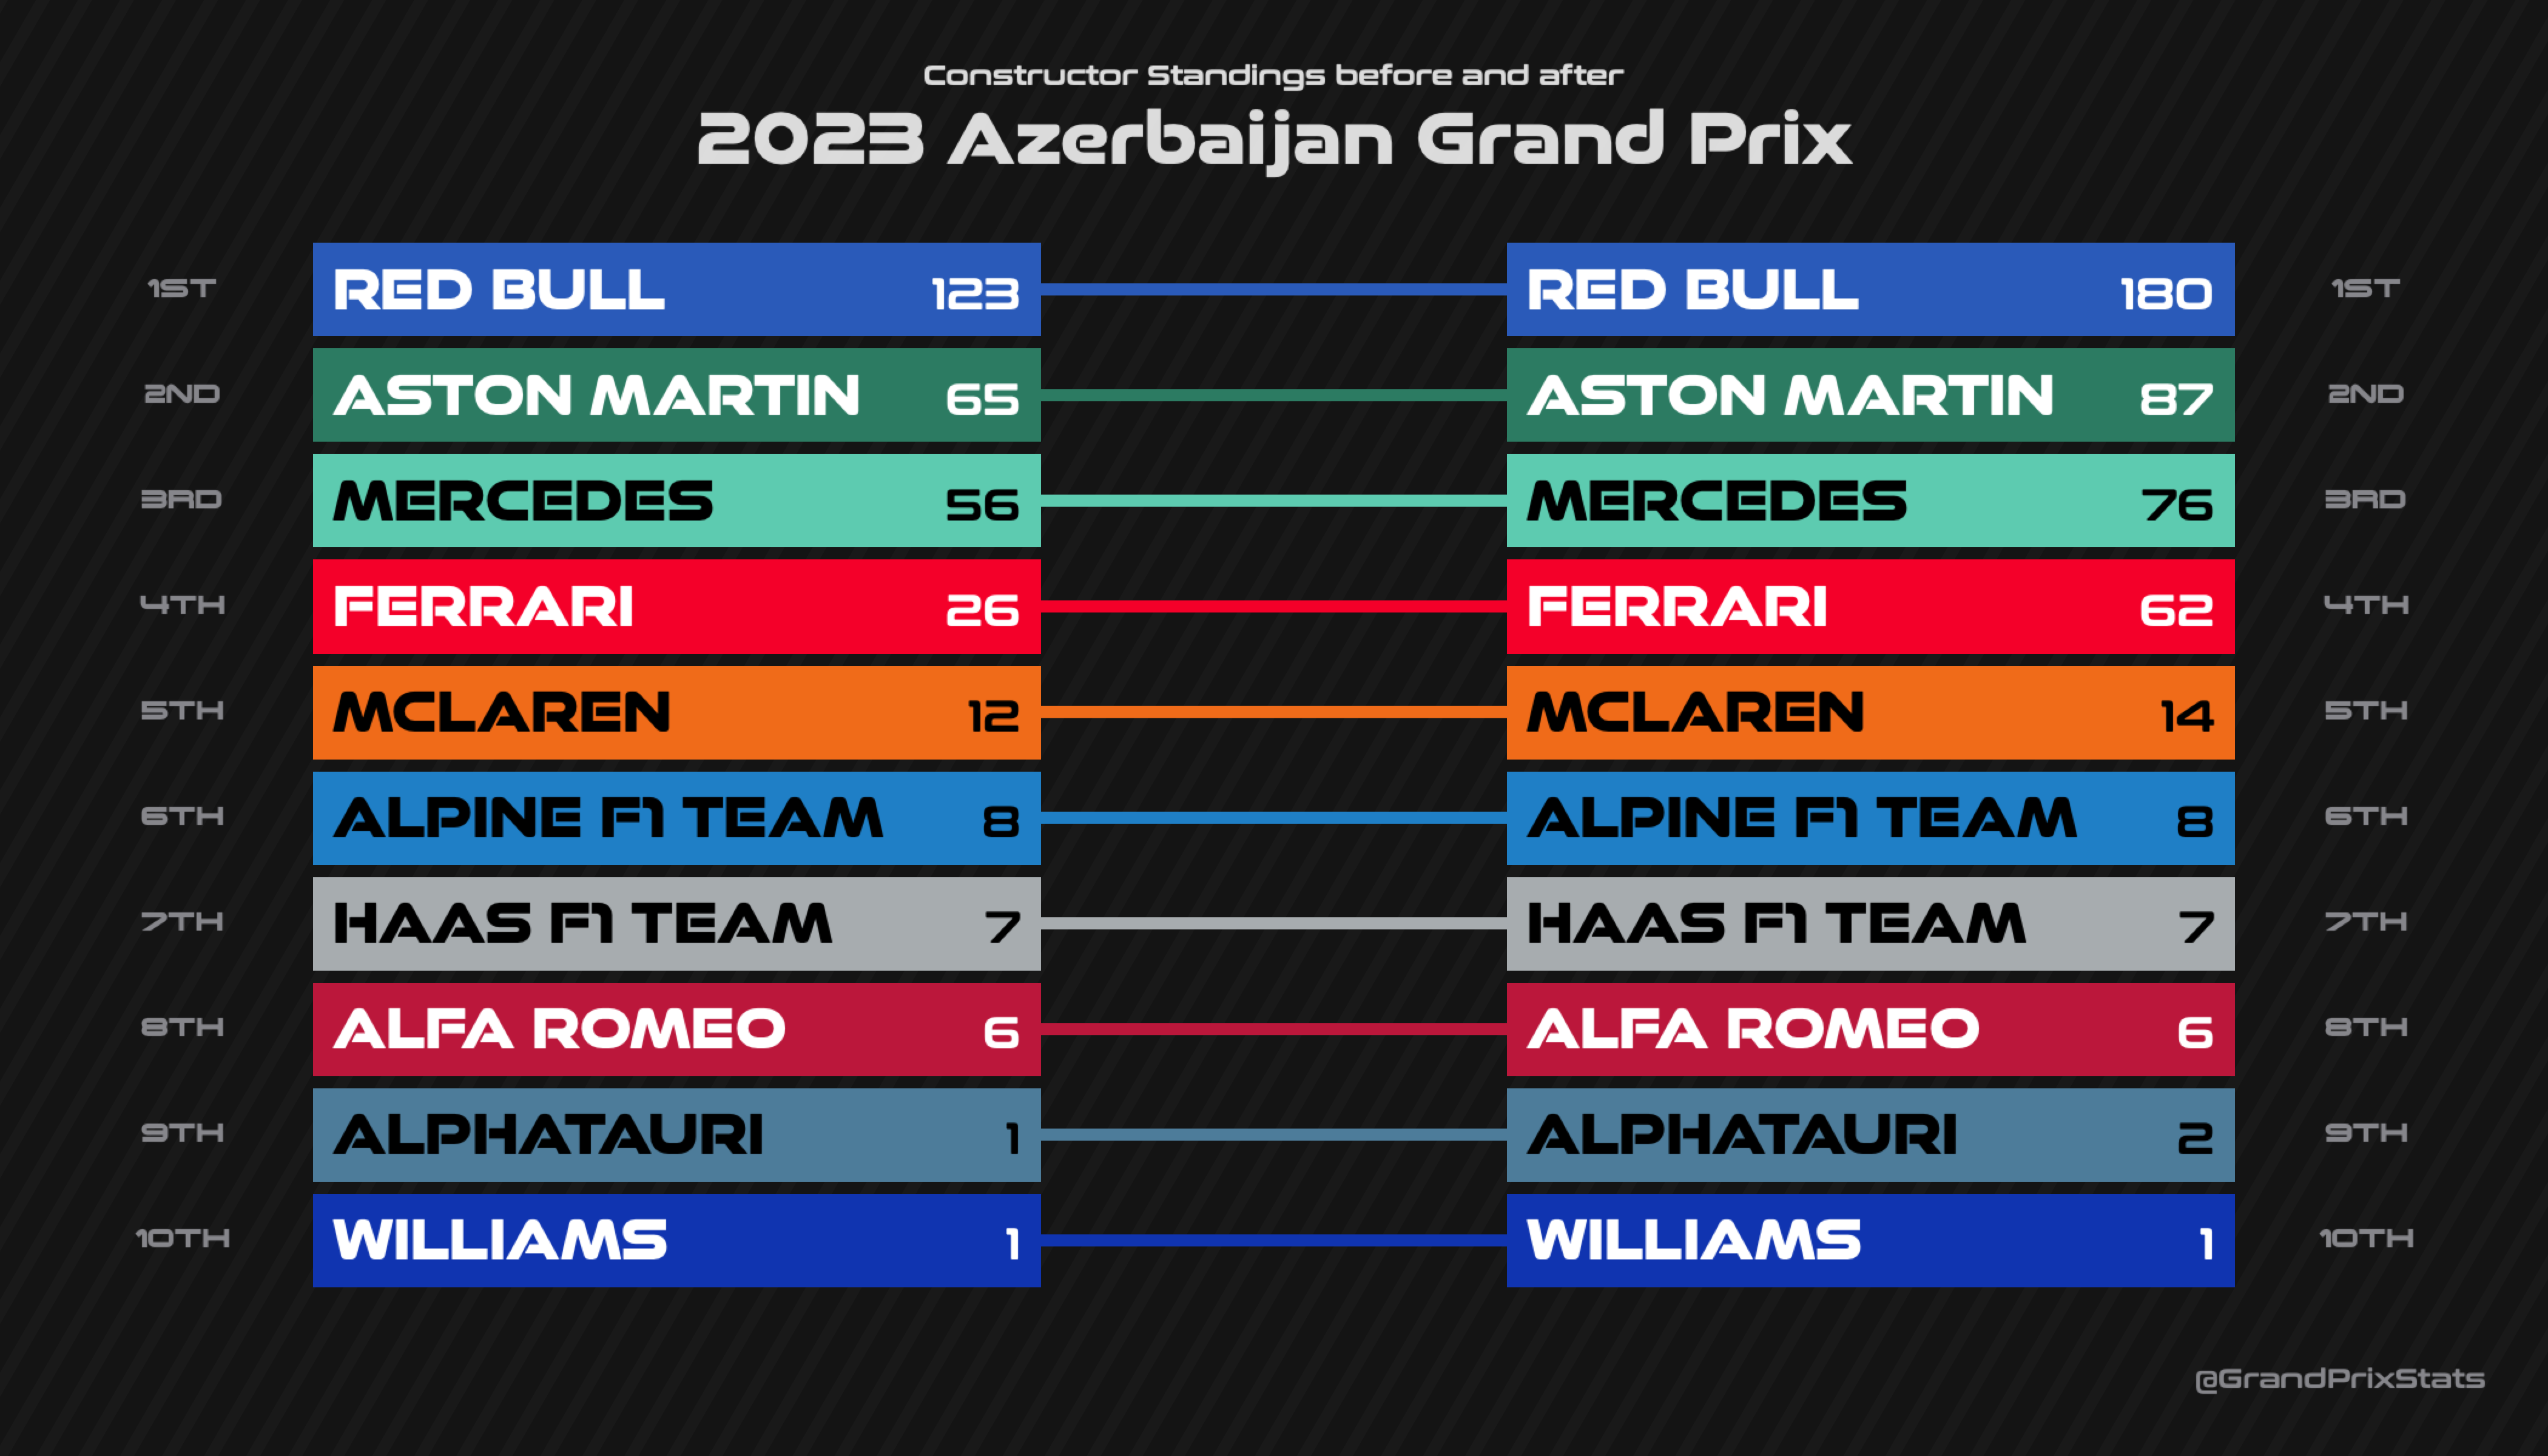 Constructor Standings before and after
2023 Azerbaijan Grand Prix
1ST RED BULL 123 RED BULL 180 1ST
2ND ASTON MARTIN 65 ASTON MARTIN 87 2ND
3RD MERCEDES 56 MERCEDES 76 3RD
4TH FERRARI 26 FERRARI 62 4TH
5TH MCLAREN 12 MCLAREN 14 5TH
6TH ALPINE F1 TEAM 8 ALPINE F1 TEAM 8 6TH
7TH HAAS F1 TEAM 7 HAAS F1 TEAM 7 7TH
8TH ALFA ROMEO 6 ALFA ROMEO 6 8TH
9TH ALPHATAURI 1 ALPHATAURI 2 9TH
10TH WILLIAMS 1 WILLIAMS 1 10TH
@GrandPrixStats